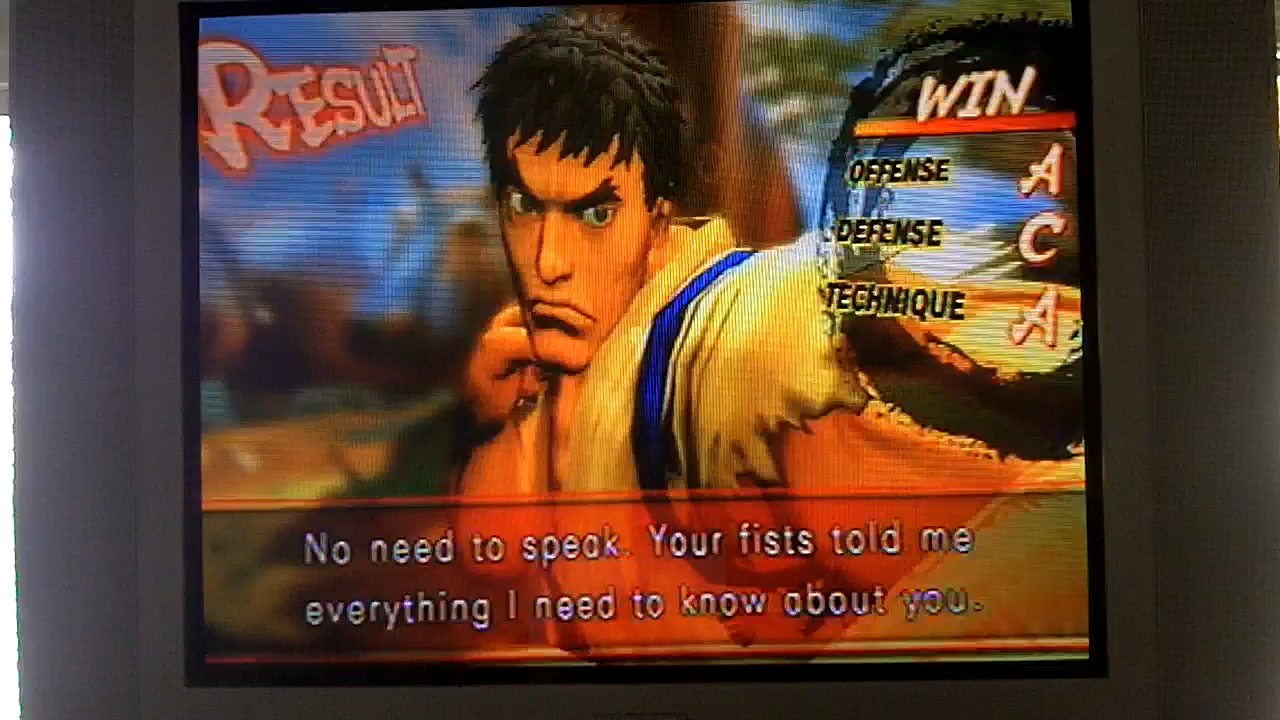 RESULT
WIN
OFFENSE A
DEFENSE C
TECHNIQUE A
No need to speak. Your fists told me
everything I need to know about you.